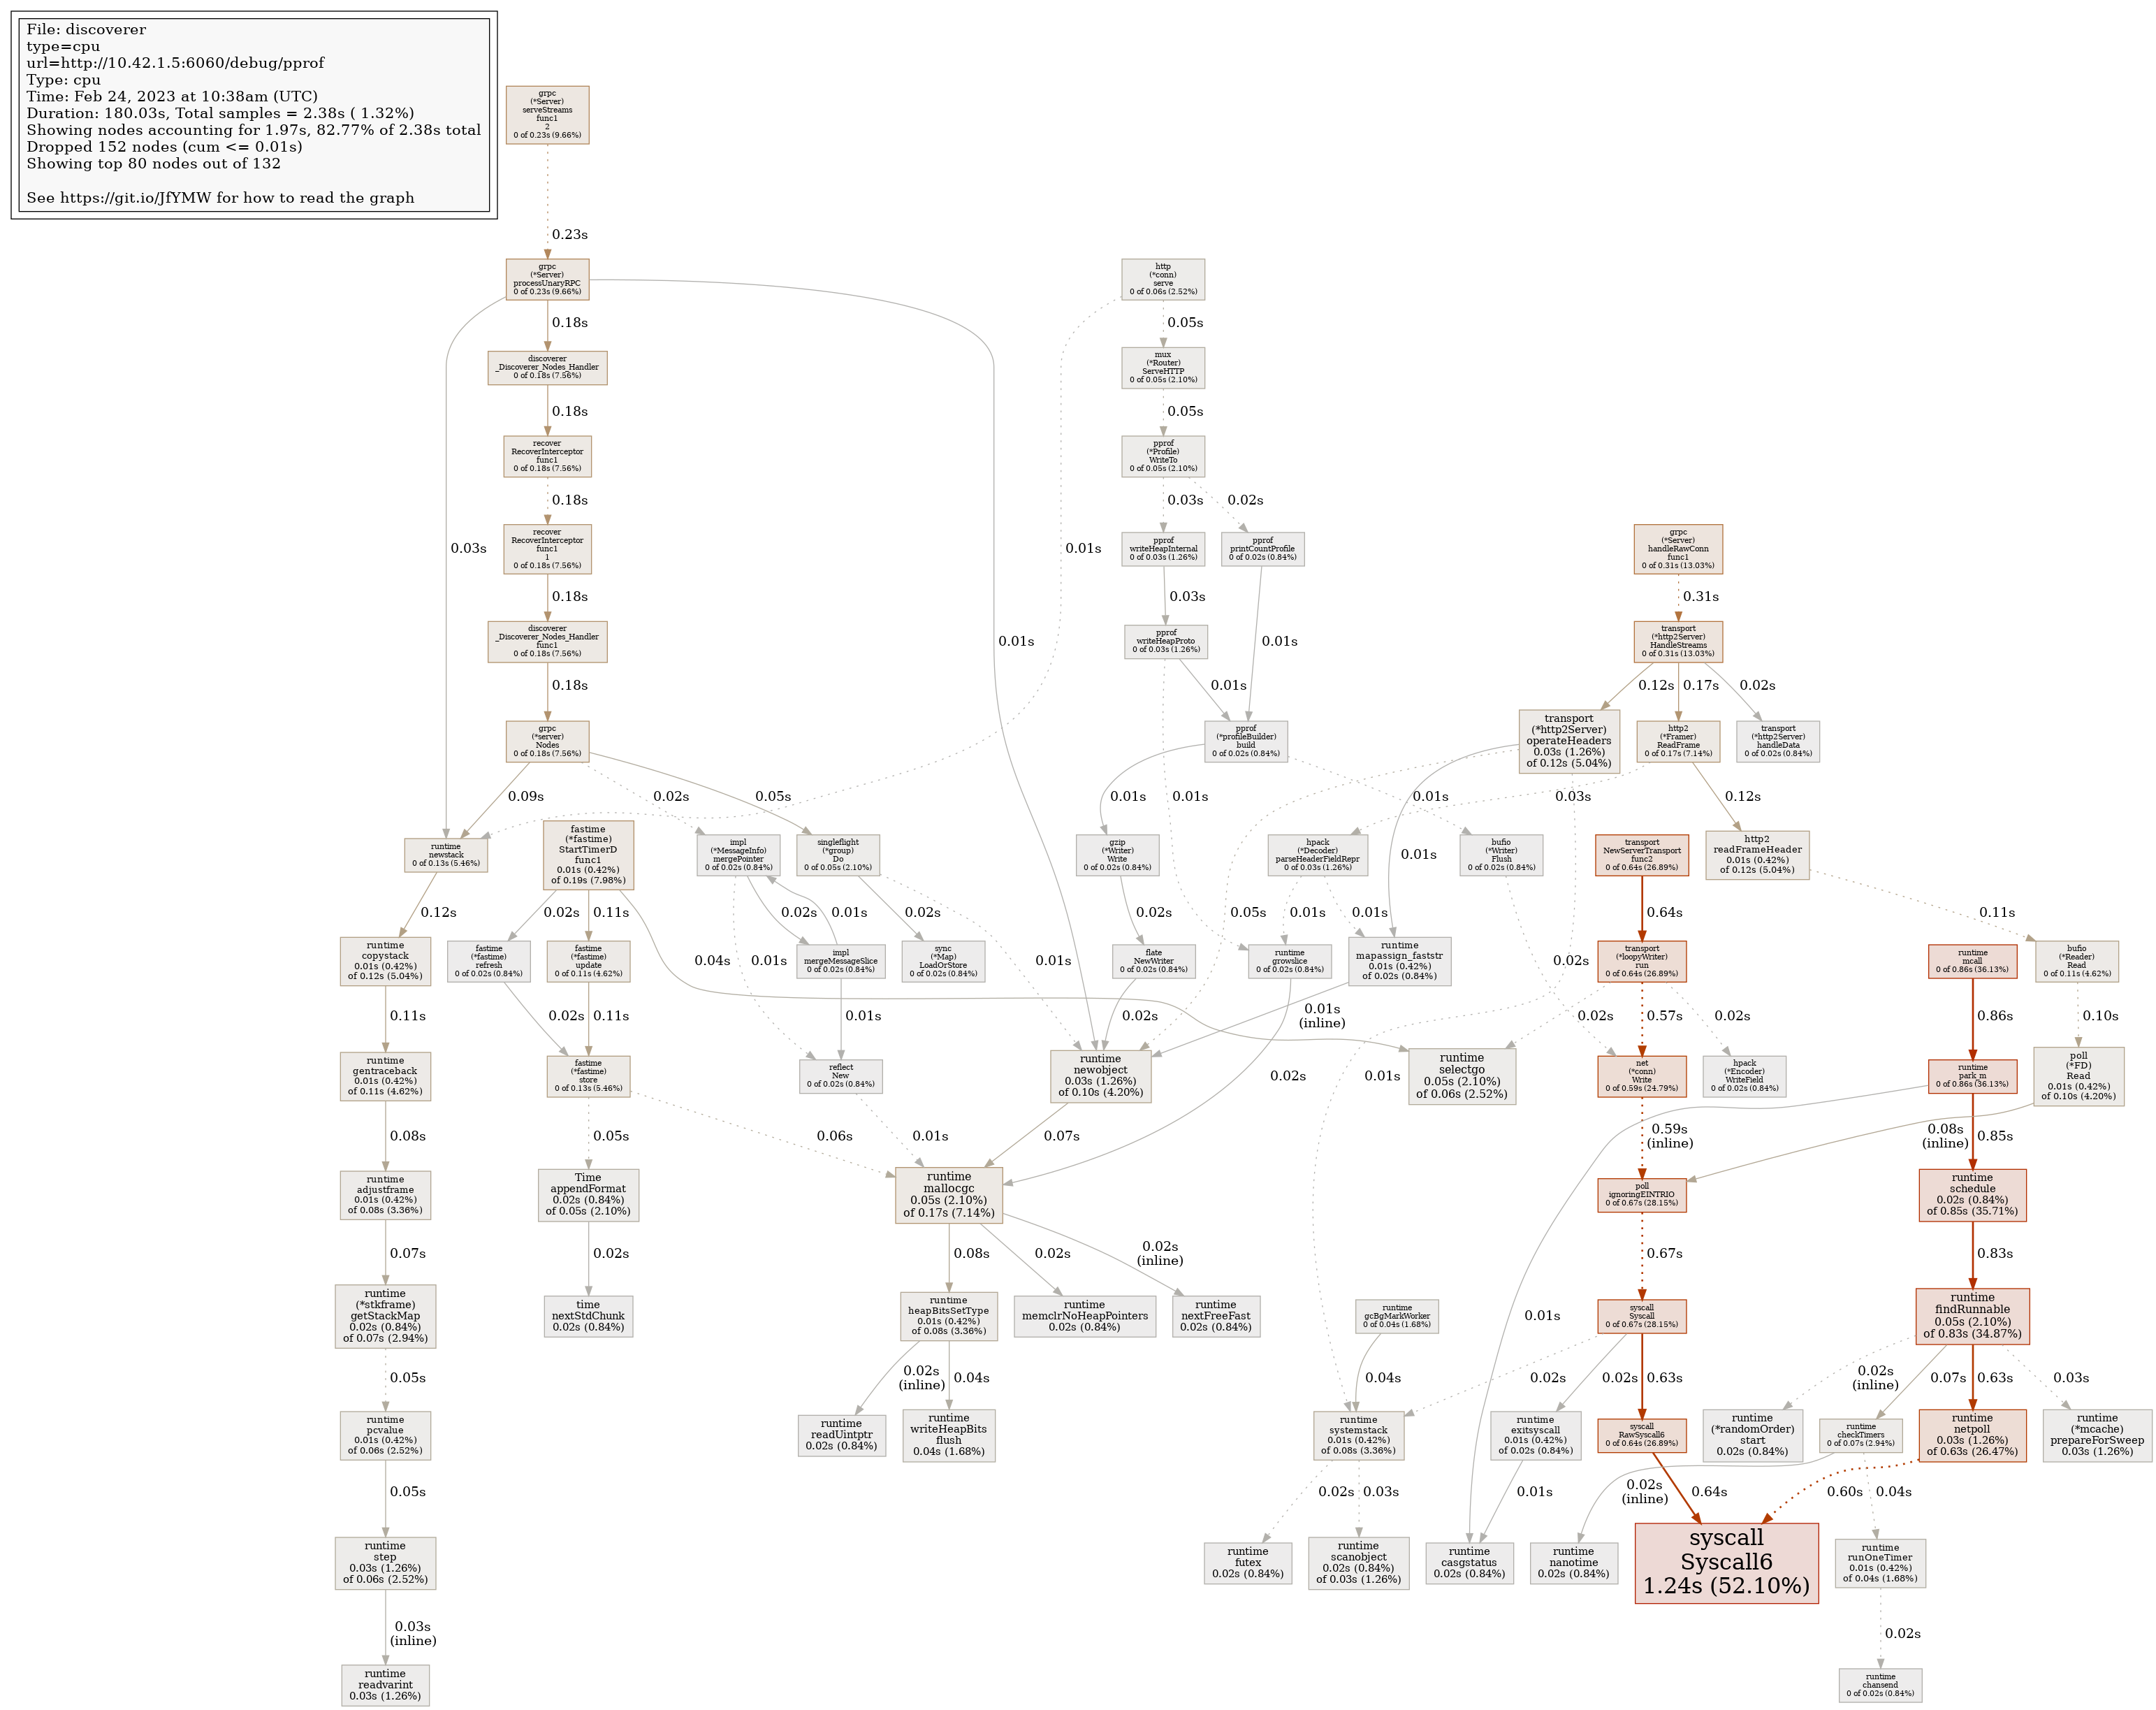 File: discoverer
type=cpu
url=http://10.42.1.5:6060/debug/pprof
Type: cpu
Time: Feb 24, 2023 at 10:38am (UTC)
Duration: 180.03s, Total samples = 2.38s ( 1.32%)
Showing nodes accounting for 1.97s, 82.77% of 2.38s total
Dropped 152 nodes (cum <= 0.01s)
Showing top 80 nodes out of 132
See https://git.io/JfYMW for how to read the graph
grpc
(*Server)
serveStreams
func1
2
0 of 0.23s (9.66%)
0.23s
grpc
(*Server)
processUnaryRPC
0 of 0.23s (9.66%)
http
(*conn)
serve
0 of 0.06s (2.52%)
0.18s
0.05s
discoverer
_Discoverer_Nodes_Handler
0 of 0.18s (7.56%)
mux
(*Router)
ServeHTTP
0 of 0.05s (2.10%)
0.18s
0.05s
recover
RecoverInterceptor
func1
0 of 0.18s (7.56%)
pprof
(*Profile)
WriteTo
0 of 0.05s (2.10%)
0.18s
0.03s
0.02s
0.03s
recover
RecoverInterceptor
func1
1
0 of 0.18s (7.56%)
0.01s
pprof
writeHeapInternal
0 of 0.03s (1.26%)
pprof
printCountProfile
0 of 0.02s (0.84%)
grpc
(*Server)
handleRawConn
func1
0 of 0.31s (13.03%)
0.18s
0.03s
0.31s
discoverer
_Discoverer_Nodes_Handler
func1
0 of 0.18s (7.56%)
0.01s
pprof
writeHeapProto
0 of 0.03s (1.26%)
0.01s
transport
(*http2Server)
HandleStreams
0 of 0.31s (13.03%)
0.18s
0.01s
0.12s
0.17s
0.02s
grpc
(*server)
Nodes
0 of 0.18s (7.56%)
pprof
(*profileBuilder)
build
0 of 0.02s (0.84%)
transport
(*http2Server)
operateHeaders
0.03s (1.26%)
of 0.12s (5.04%)
http2
(*Framer)
ReadFrame
0 of 0.17s (7.14%)
transport
(*http2Server)
handleData
0 of 0.02s (0.84%)
0.09s
0.02s
0.05s
0.01s
0.01s
0.01s
0.03s
0.12s
runtime
newstack
0 of 0.13s (5.46%)
fastime
(*fastime)
StartTimerD
func1
0.01s (0.42%)
of 0.19s (7.98%)
impl
(*MessageInfo)
mergePointer
0 of 0.02s (0.84%)
singleflight
(*group)
Do
0 of 0.05s (2.10%)
gzip
(*Writer)
Write
0 of 0.02s (0.84%)
hpack
(*Decoder)
parseHeaderFieldRepr
0 of 0.03s (1.26%)
0.01s
bufio
(*Writer)
Flush
0 of 0.02s (0.84%)
transport
NewServerTransport
func2
0 of 0.64s (26.89%)
http2
readFrameHeader
0.01s (0.42%)
of 0.12s (5.04%)
0.12s
0.02s
0.11s
0.02s
0.01s
0.02s
0.02s
0.05s
0.01s
0.01s
0.64s
0.11s
runtime
copystack
0.01s (0.42%)
of 0.12s (5.04%)
fastime
(*fastime)
refresh
0 of 0.02s (0.84%)
fastime
(*fastime)
update
0 of 0.11s (4.62%)
0.04s
0.01s
impl
mergeMessageSlice
0 of 0.02s (0.84%)
sync
(*Map)
LoadOrStore
0 of 0.02s (0.84%)
0.01s
flate
NewWriter
0 of 0.02s (0.84%)
runtime
growslice
0 of 0.02s (0.84%)
runtime
mapassign_faststr
0.01s (0.42%)
of 0.02s (0.84%)
0.02s
transport
(*loopyWriter)
run
0 of 0.64s (26.89%)
runtime
mcall
0 of 0.86s (36.13%)
bufio
(*Reader)
Read
0 of 0.11s (4.62%)
0.11s
0.02s
0.11s
0.01s
0.02s
0.01s
(inline)
0.02s
0.57s
0.02s
0.86s
0.10s
runtime
gentraceback
0.01s (0.42%)
of 0.11s (4.62%)
fastime
(*fastime)
store
0 of 0.13s (5.46%)
reflect
New
0 of 0.02s (0.84%)
runtime
newobject
0.03s (1.26%)
of 0.10s (4.20%)
0.02s
0.01s
runtime
selectgo
0.05s (2.10%)
of 0.06s (2.52%)
net
(*conn)
Write
0 of 0.59s (24.79%)
hpack
(*Encoder)
WriteField
0 of 0.02s (0.84%)
runtime
park_m
0 of 0.86s (36.13%)
poll
(*FD)
Read
0.01s (0.42%)
of 0.10s (4.20%)
0.08s
0.05s
0.06s
0.01s
0.07s
0.59s
(inline)
0.08s
(inline)
0.85s
runtime
adjustframe
0.01s (0.42%)
of 0.08s (3.36%)
Time
appendFormat
0.02s (0.84%)
of 0.05s (2.10%)
runtime
mallocgc
0.05s (2.10%)
of 0.17s (7.14%)
poll
ignoringEINTRIO
0 of 0.67s (28.15%)
runtime
schedule
0.02s (0.84%)
of 0.85s (35.71%)
0.07s
0.02s
0.08s
0.02s
0.02s
(inline)
0.67s
0.83s
runtime
(*stkframe)
getStackMap
0.02s (0.84%)
of 0.07s (2.94%)
time
nextStdChunk
0.02s (0.84%)
runtime
heapBitsSetType
0.01s (0.42%)
of 0.08s (3.36%)
runtime
memclrNoHeapPointers
0.02s (0.84%)
runtime
nextFreeFast
0.02s (0.84%)
runtime
gcBgMarkWorker
0 of 0.04s (1.68%)
0.01s
syscall
Syscall
0 of 0.67s (28.15%)
runtime
findRunnable
0.05s (2.10%)
of 0.83s (34.87%)
0.05s
0.02s
(inline)
0.04s
0.04s
0.02s
0.02s
0.63s
0.02s
(inline)
0.07s
0.63s
0.03s
runtime
pcvalue
0.01s (0.42%)
of 0.06s (2.52%)
runtime
readUintptr
0.02s (0.84%)
runtime
writeHeapBits
flush
0.04s (1.68%)
runtime
systemstack
0.01s (0.42%)
of 0.08s (3.36%)
runtime
exitsyscall
0.01s (0.42%)
of 0.02s (0.84%)
syscall
RawSyscall6
0 of 0.64s (26.89%)
runtime
(*randomOrder)
start
0.02s (0.84%)
runtime
checkTimers
0 of 0.07s (2.94%)
runtime
netpoll
0.03s (1.26%)
of 0.63s (26.47%)
runtime
(*mcache)
prepareForSweep
0.03s (1.26%)
0.05s
0.02s
0.03s
0.01s
0.02s
(inline)
0.64s
0.60s
0.04s
runtime
step
0.03s (1.26%)
of 0.06s (2.52%)
runtime
futex
0.02s (0.84%)
runtime
scanobject
0.02s (0.84%)
of 0.03s (1.26%)
runtime
casgstatus
0.02s (0.84%)
runtime
nanotime
0.02s (0.84%)
syscall
Syscall6
1.24s (52.10%)
runtime
runOneTimer
0.01s (0.42%)
of 0.04s (1.68%)
0.03s
(inline)
0.02s
runtime
readvarint
0.03s (1.26%)
runtime
chansend
0 of 0.02s (0.84%)